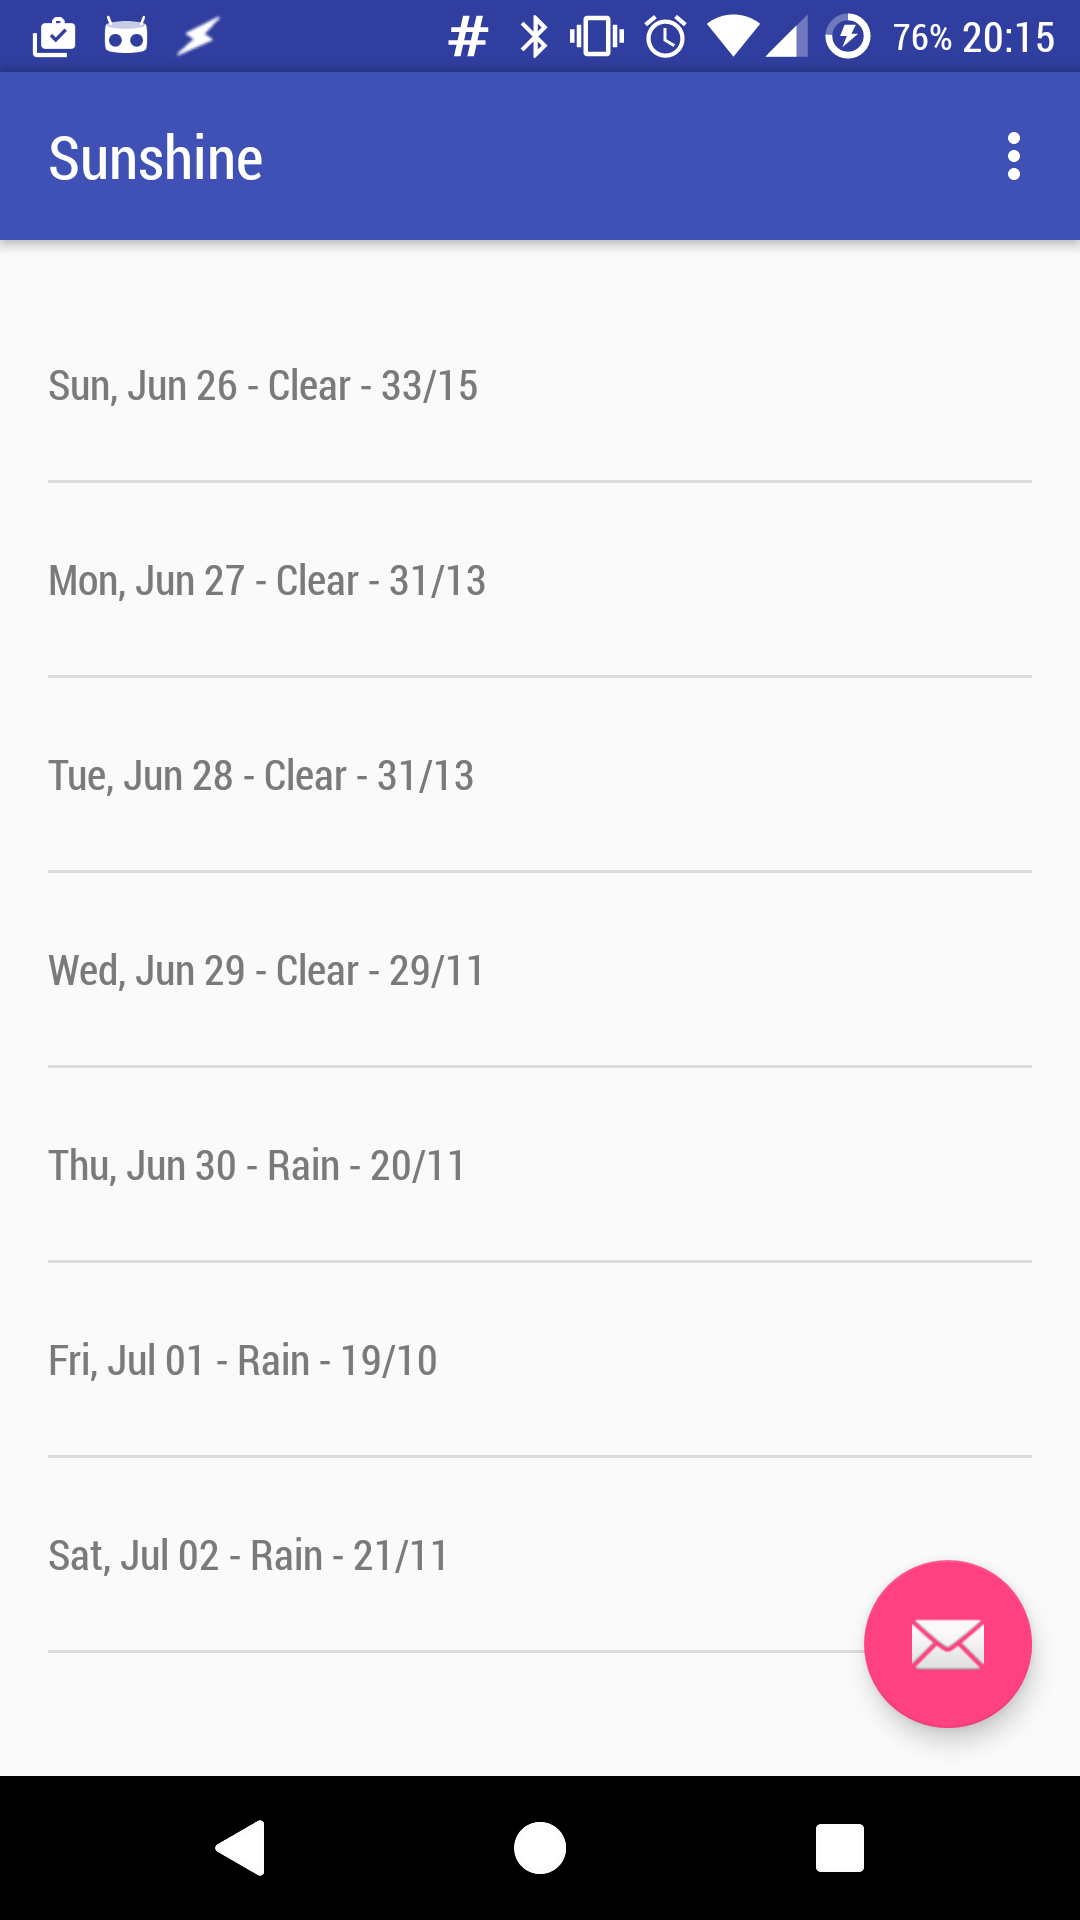 # 76% 20:15
Sunshine
Sun, Jun 26 - Clear - 33/15
Mon, Jun 27 - Clear - 31/13
Tue, Jun 28 - Clear - 31/13
Wed, Jun 29 - Clear - 29/11
Thu, Jun 30 - Rain - 20/11
Fri, Jul 01 - Rain - 19/10
Sat, Jul 02 - Rain - 21/11